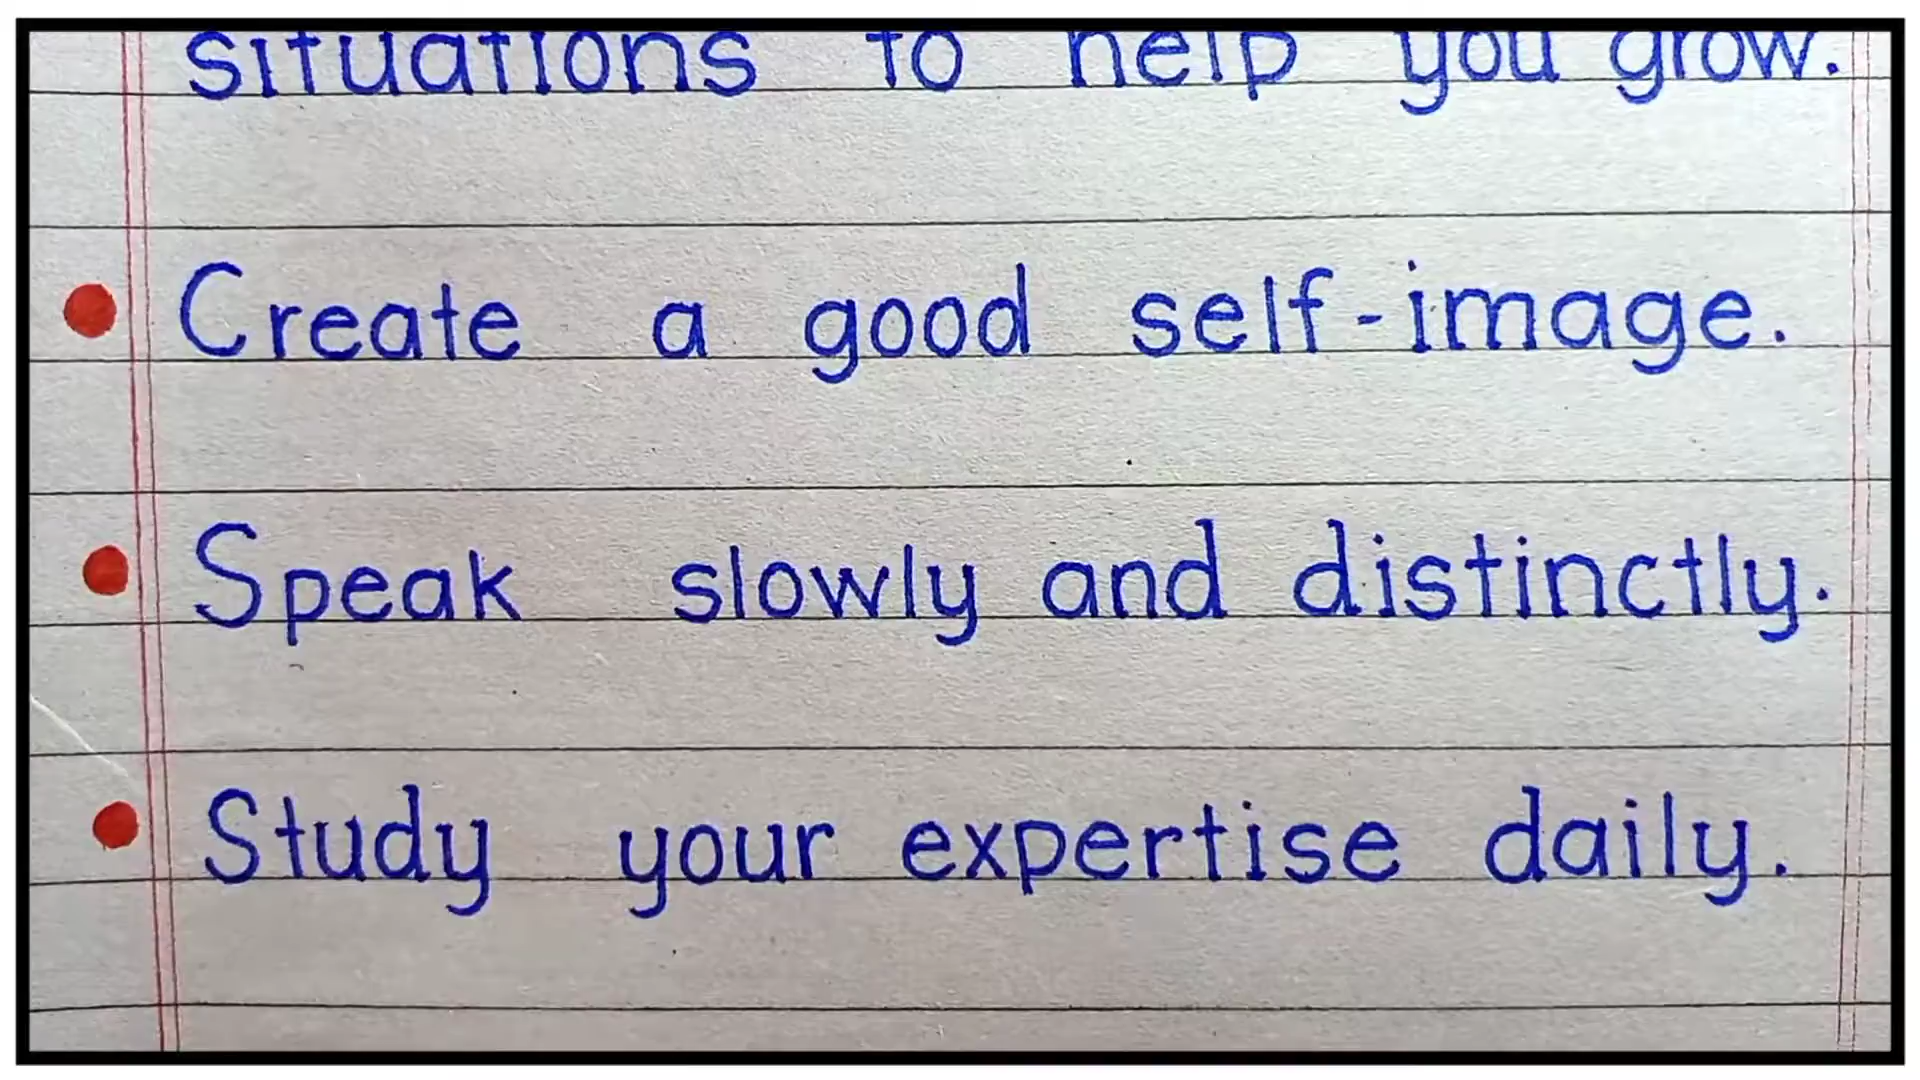 situations to help you grow.
Create a good self-image.
Speak slowly and distinctly.
Study your expertise daily.